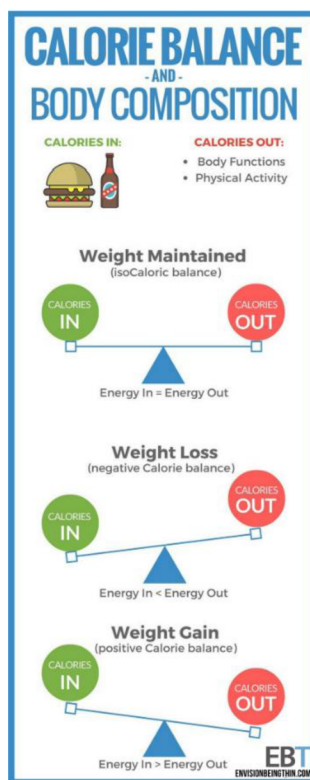 CALORIE BALANCE
- AND -
BODY COMPOSITION
CALORIES IN:
CALORIES OUT:
• Body Functions
• Physical Activity
Weight Maintained
(isoCaloric balance)
CALORIES
IN
CALORIES
OUT
Energy In = Energy Out
Weight Loss
(negative Calorie balance)
CALORIES
OUT
CALORIES
IN
Energy In < Energy Out
Weight Gain
(positive Calorie balance)
CALORIES
IN
CALORIES
OUT
Energy In > Energy Out
EBT
ENVISIONBEINGTHIN.COM